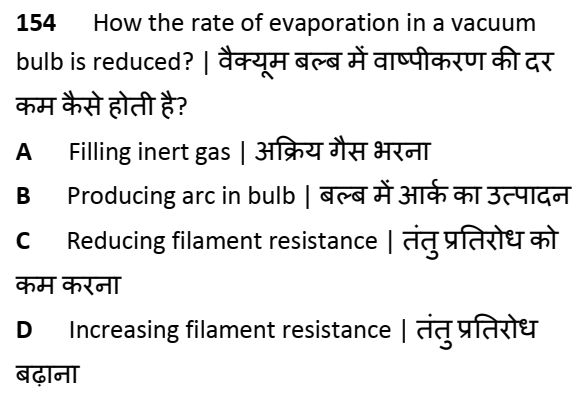 154 How the rate of evaporation in a vacuum
bulb is reduced? | वैक्यूम बल्ब में वाष्पीकरण की दर
कम कैसे होती है?
A Filling inert gas | अक्रिय गैस भरना
B Producing arc in bulb | बल्ब में आर्क का उत्पादन
C Reducing filament resistance | तंतु प्रतिरोध को
कम करना
D Increasing filament resistance | तंतु प्रतिरोध
बढ़ाना